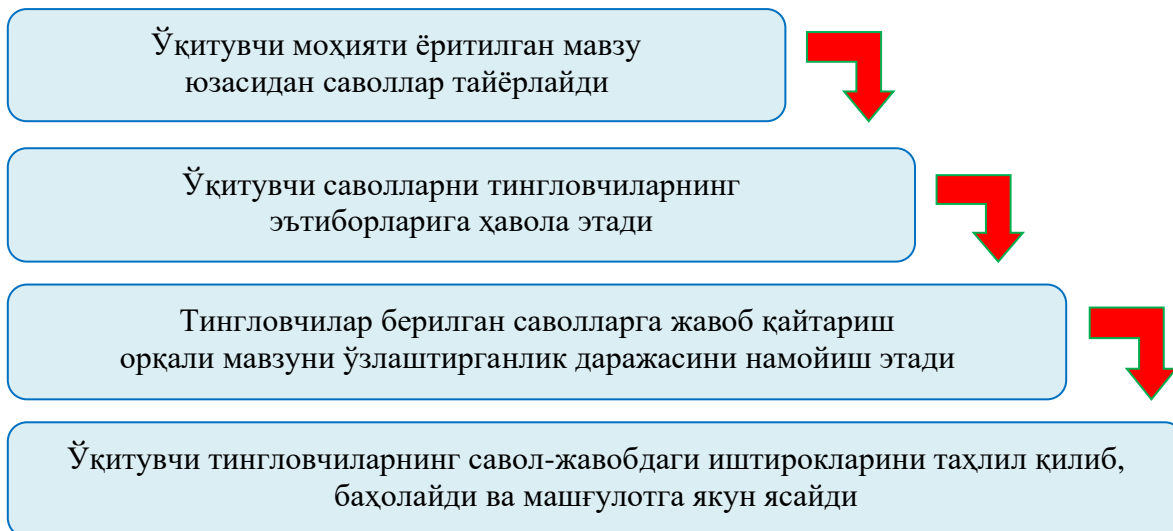 Ўқитувчи моҳияти ёритилган мавзу
юзасидан саволлар тайёрлайди
Ўқитувчи саволларни тингловчиларнинг
эътиборларига ҳавола этади
Тингловчилар берилган саволларга жавоб қайтариш
орқали мавзуни ўзлаштирганлик даражасини намойиш этади
Ўқитувчи тингловчиларнинг савол-жавобдаги иштирокларини таҳлил қилиб,
баҳолайди ва машғулотга якун ясайди